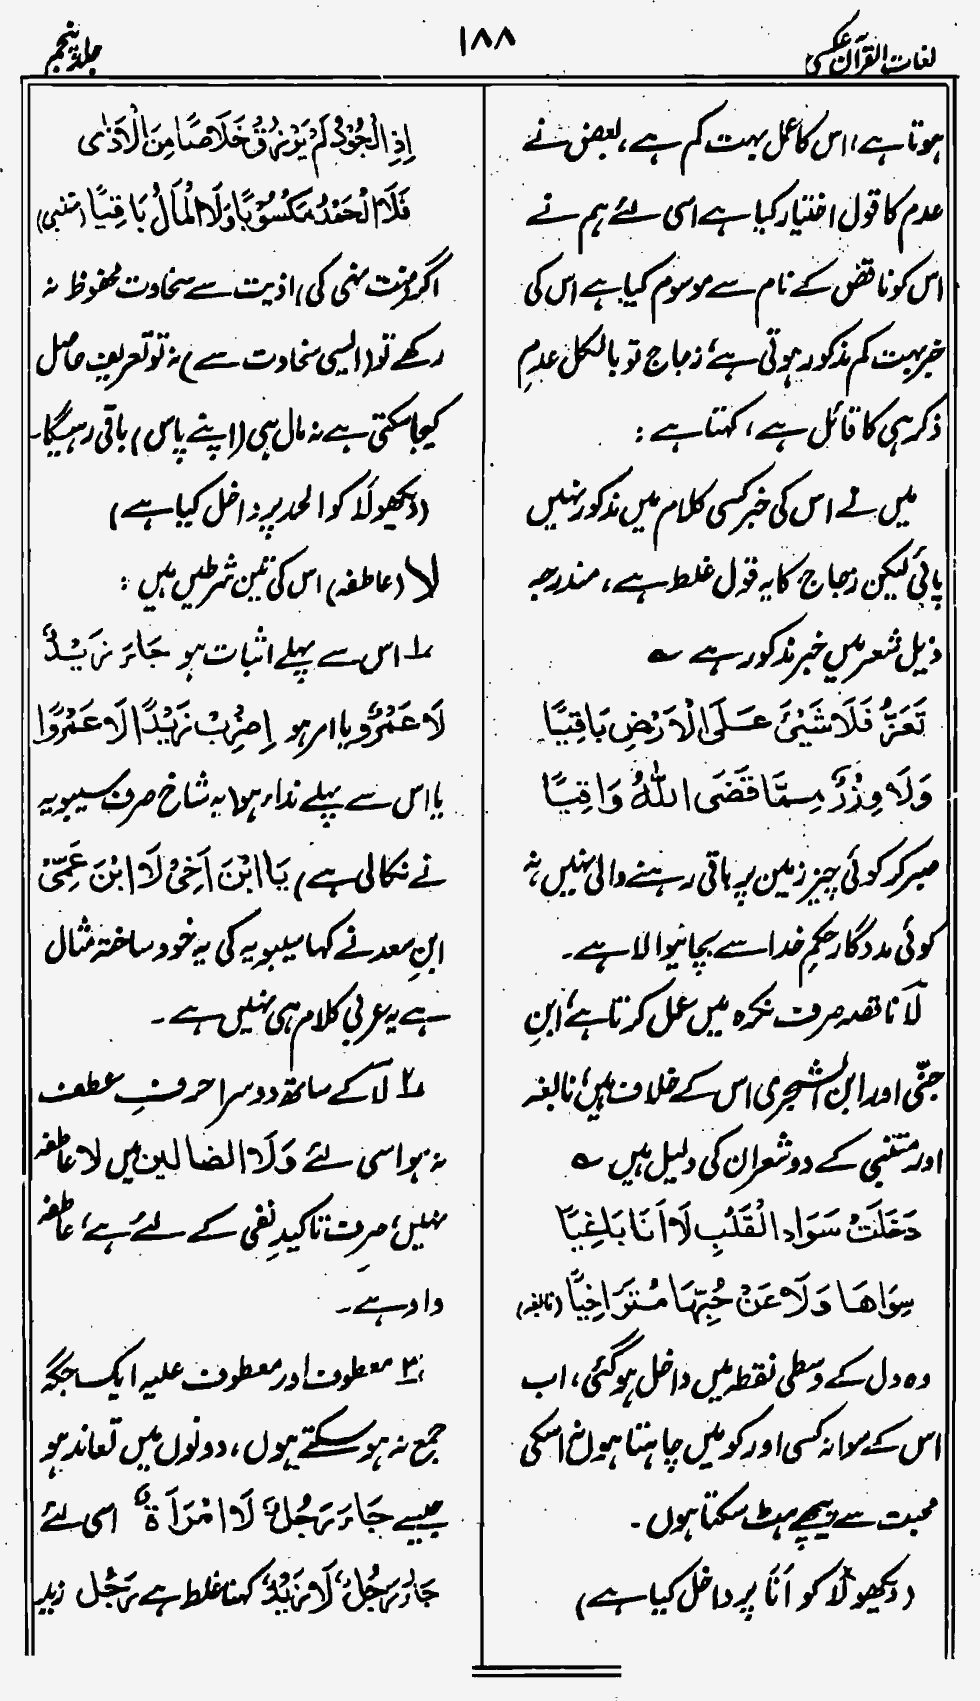 لغات القرآن عکسی
۱۸۸
جلد پنجم
ہوتا ہے، اس کا عمل بہت کم ہے، بعض نے
عدم کا قول اختیار کیا ہے اسی لئے ہم نے
اس کو ناقص کے نام سے موسوم کیا ہے اس کی
خبر بہت کم مذکور ہوتی ہے، زجاج تو بالکل عدم
ذکر ہی کا قائل ہے، کہتا ہے :
میں نے اس کی خبر کسی کلام میں مذکور نہیں
پائی لیکن زجاج کا یہ قول غلط ہے، مندرجہ
ذیل شعر میں خبر مذکور ہے ؎
تَعَزَّ فَلَا شَيْئٌ عَلَى الْاَرْضِ بَاقِيًا
وَلَا وِزْرٌ مِمَّا قَضَى اللّٰهُ وَاقِيًا
صبر کر کوئی چیز زمین پر باقی رہنے والی نہیں نہ
کوئی مددگار حکمِ خدا سے بچانیوالا ہے۔
لَا ناقصہ صرف نکرہ میں عمل کرتا ہے، ابنِ
جنّی اور ابن الشجری اس کے خلاف ہیں، نابغہ
اور متنبی کے دو شعران کی دلیل ہیں ؎
دَخَلَتْ سَوَادَ الْقَلْبِ لَا اَنَا بَاغِيًا
سِوَاهَا وَلَا عَنْ حُبِّهَا مُتَرَاخِيًا (نابغہ)
وہ دل کے وسطی نقطہ میں داخل ہوگئی، اب
اس کے سوا نہ کسی اور کو میں چاہتا ہوں نہ اسکی
محبت سے پیچھے ہٹ سکتا ہوں۔
(دیکھو لَا کو اَنَا پر داخل کیا ہے)
اِذِ الْجُوْدُ لَمْ يَوْزُقْ خَلَاصًا مِنَ الْاَذٰى
فَلَا الْحَمْدُ مَكْسُوْبًا وَلَا الْمَالُ بَاقِيًا (متنبی)
اگر منت نہی کی، اذیت سے سخاوت محفوظ نہ
رکھے تو (ایسی سخاوت سے) نہ تو تعریف حاصل
کیجا سکتی ہے نہ مال ہی (اپنے پاس) باقی رہیگا۔
(دیکھو لَا کو الحمد پر داخل کیا ہے)
لا (عاطفہ) اس کی تین شرطیں ہیں :
۱ اس سے پہلے اثبات ہو جَاءَ زَيْدٌ
لَا عَمْرٌو یا امر ہو اِضْرِبْ زَيْدًا لَا عَمْرًوا
یا اس سے پہلے نداء ہو (یہ شاخ صرف سیبویہ
نے نکالی ہے) يَا ابْنَ اَخِيْ لَا ابْنَ عَمِّيْ
ابنِ سعد نے کہا سیبویہ کی یہ خود ساختہ مثال
ہے یہ عربی کلام ہی نہیں ہے۔
۲ لَا کے ساتھ دوسرا حرفِ عطف
نہ ہو اسی لئے وَلَا الضالین میں لا عاطفہ
نہیں، صرف تاکیدِ نفی کے لئے ہے، عاطفہ
واو ہے۔
۳ معطوف اور معطوف علیہ ایک جگہ
جمع نہ ہو سکتے ہوں، دونوں میں تعاند ہو
جیسے جَاءَ رَجُلٌ لَا امْرَأَةٌ اسی لئے
جَاءَ رَجُلٌ لَا زَيْدٌ کہنا غلط ہے رَجُل زید